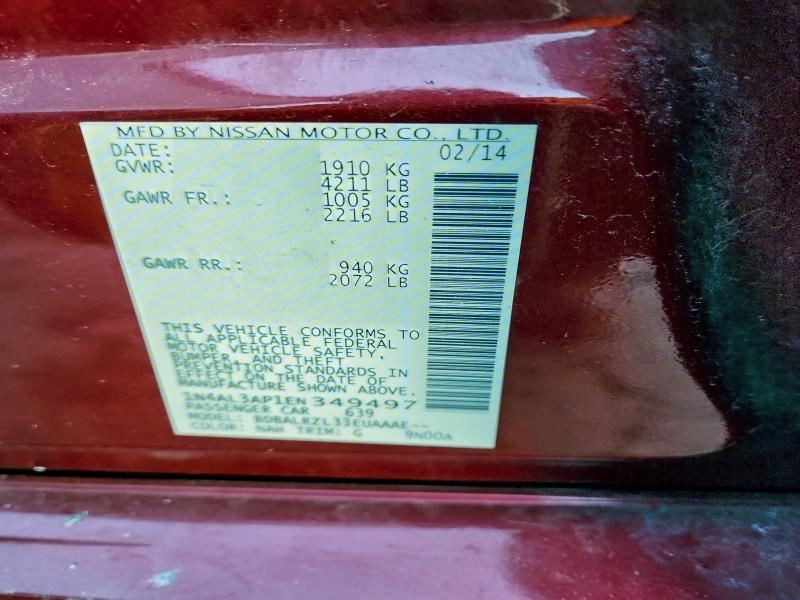 MFD BY NISSAN MOTOR CO., LTD.
DATE: 02/14
GVWR: 1910 KG
4211 LB
GAWR FR.: 1005 KG
2216 LB
GAWR RR.: 940 KG
2072 LB
THIS VEHICLE CONFORMS TO
ALL APPLICABLE FEDERAL
MOTOR VEHICLE SAFETY,
BUMPER, AND THEFT
PREVENTION STANDARDS IN
EFFECT ON THE DATE OF
MANUFACTURE SHOWN ABOVE.
1N4AL3AP1EN349497
PASSENGER CAR 639
MODEL: BDBALRZL33EUAAAE--
COLOR: NAH TRIM: G 9N00A